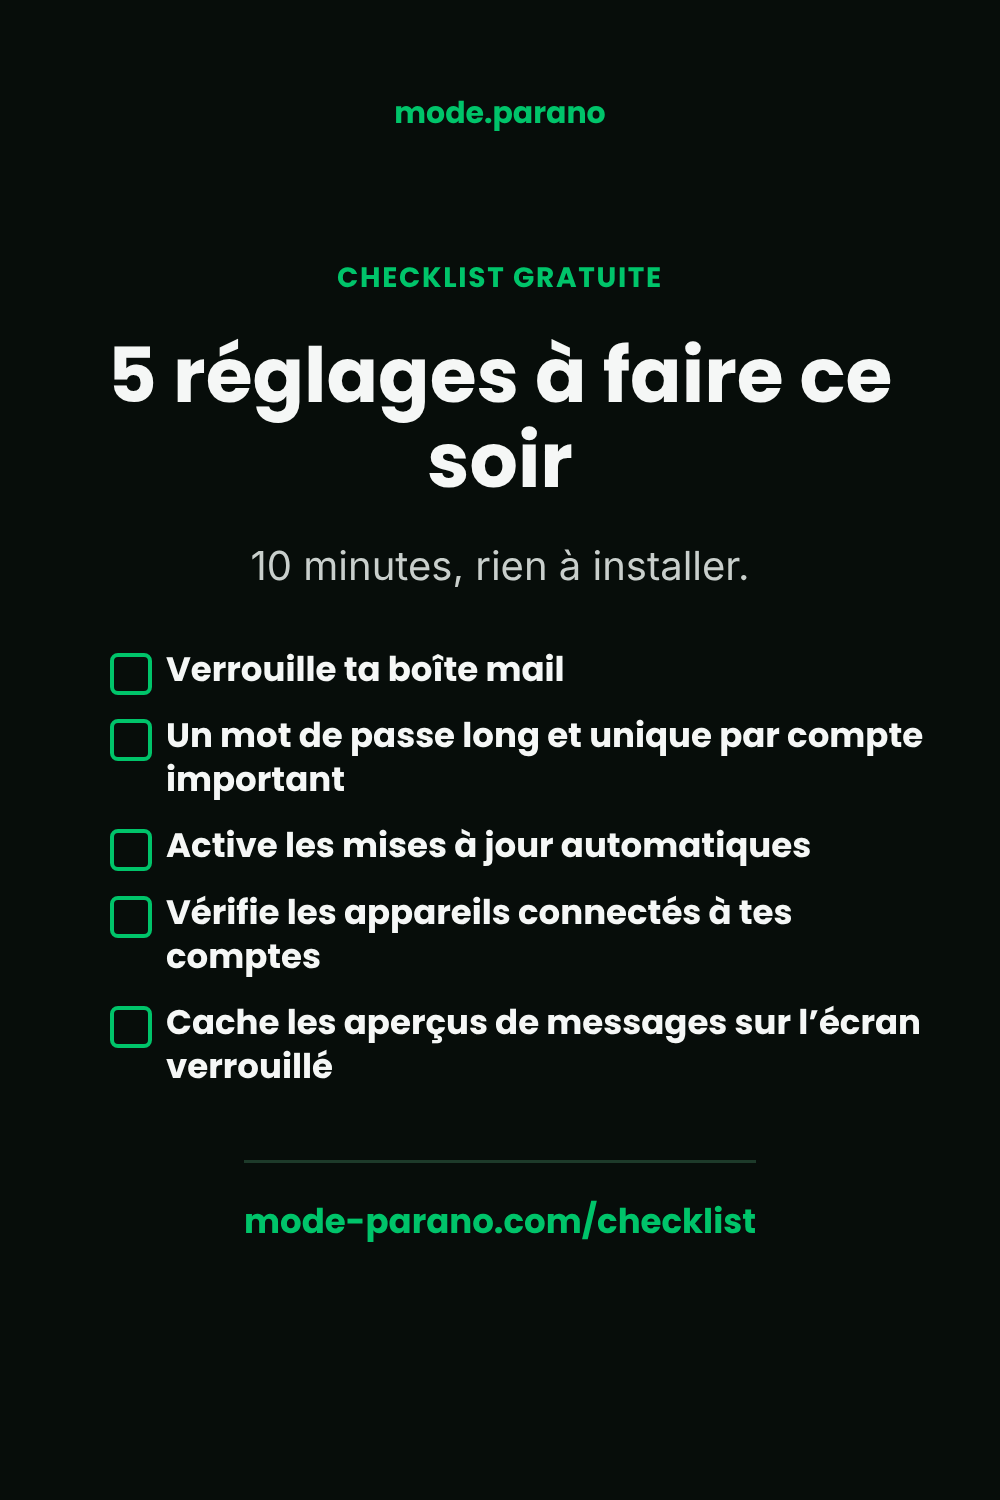 mode.parano
CHECKLIST GRATUITE
5 réglages à faire ce
soir
10 minutes, rien à installer.
Verrouille ta boîte mail
Un mot de passe long et unique par compte
important
Active les mises à jour automatiques
Vérifie les appareils connectés à tes
comptes
Cache les aperçus de messages sur l’écran
verrouillé
mode-parano.com/checklist